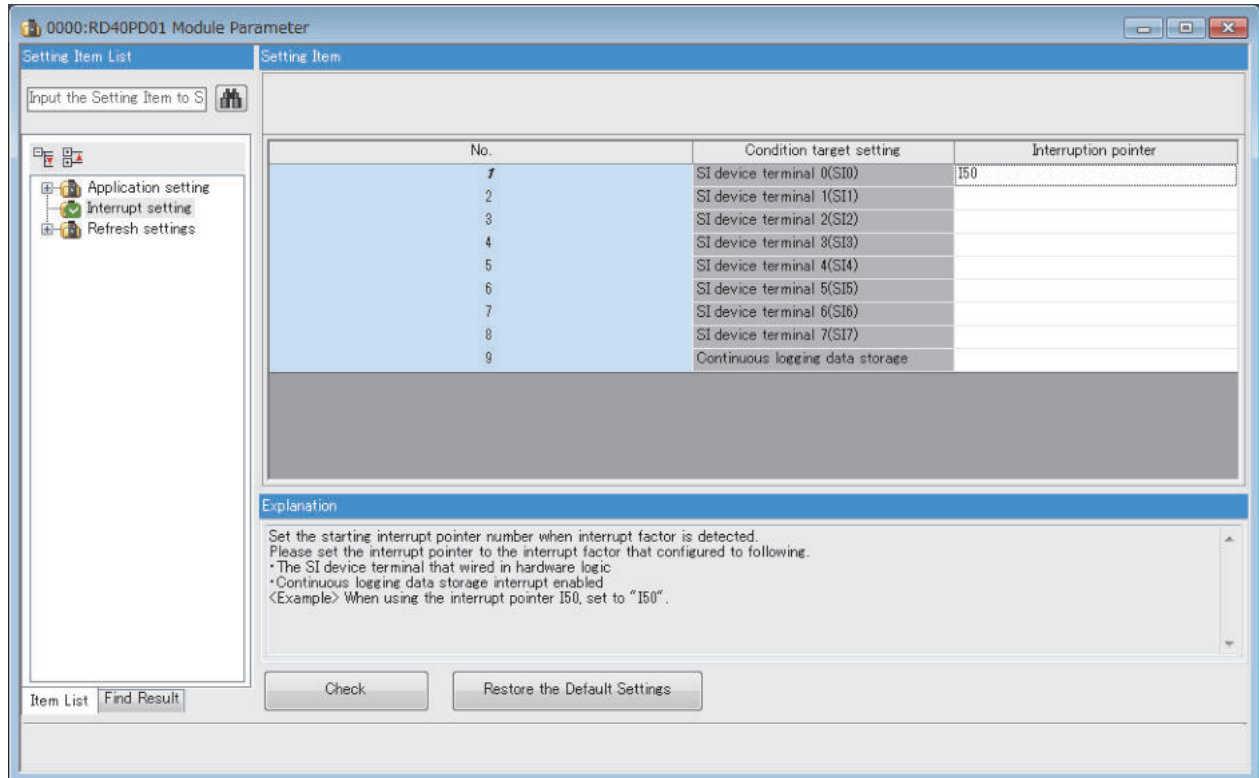 0000:RD40PD01 Module Parameter
Setting Item List
Setting Item
Input the Setting Item to S
Application setting
Interrupt setting
Refresh settings
No. Condition target setting Interruption pointer
1 SI device terminal 0(SI0) I50
2 SI device terminal 1(SI1)
3 SI device terminal 2(SI2)
4 SI device terminal 3(SI3)
5 SI device terminal 4(SI4)
6 SI device terminal 5(SI5)
7 SI device terminal 6(SI6)
8 SI device terminal 7(SI7)
9 Continuous logging data storage
Explanation
Set the starting interrupt pointer number when interrupt factor is detected.
Please set the interrupt pointer to the interrupt factor that configured to following.
・The SI device terminal that wired in hardware logic
・Continuous logging data storage interrupt enabled
<Example> When using the interrupt pointer I50, set to "I50".
Check Restore the Default Settings
Item List Find Result